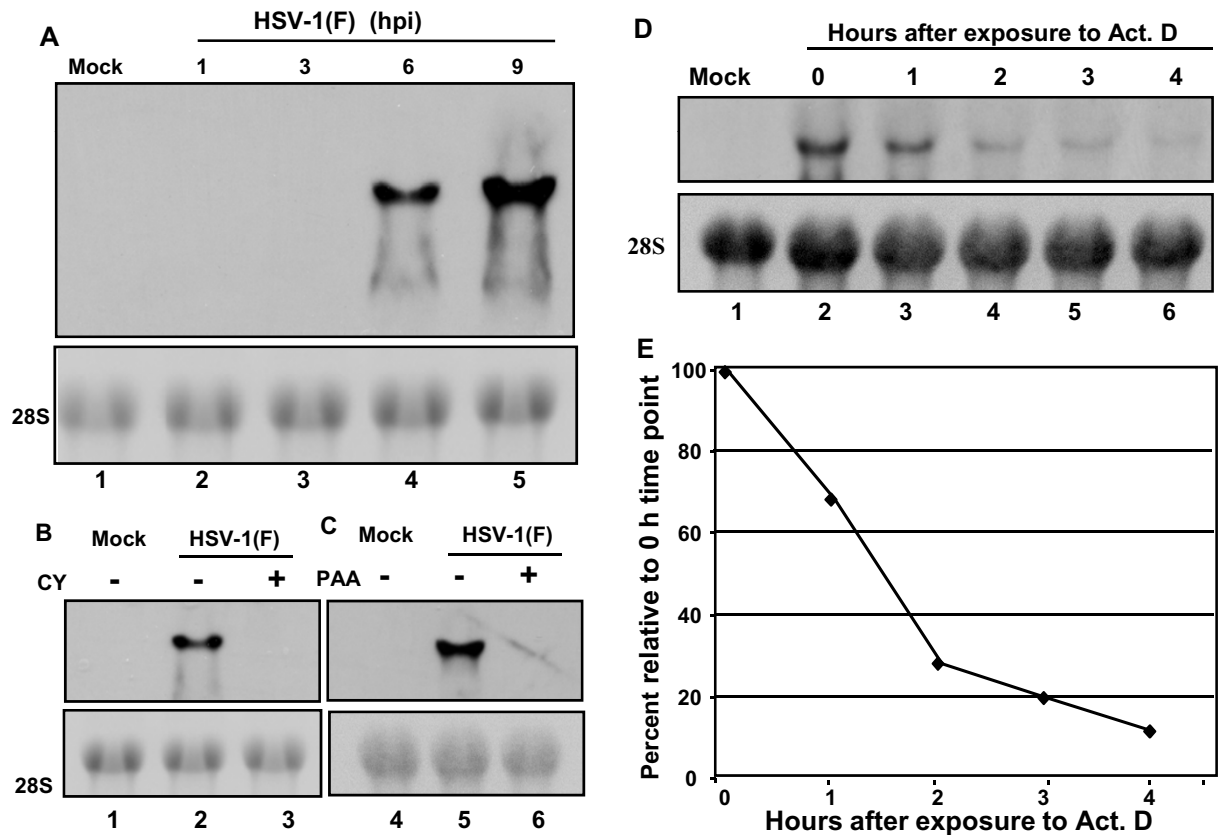 A
HSV-1(F) (hpi)
Mock 1 3 6 9
28S
1 2 3 4 5
B
Mock HSV-1(F)
CY - - +
28S
1 2 3
C
Mock HSV-1(F)
PAA - - +
4 5 6
D
Hours after exposure to Act. D
Mock 0 1 2 3 4
28S
1 2 3 4 5 6
E
Percent relative to 0 h time point
100
80
60
40
20
0
0 1 2 3 4
Hours after exposure to Act. D